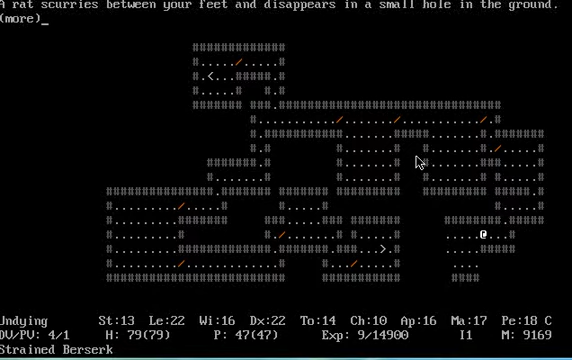 A rat scurries between your feet and disappears in a small hole in the ground.
(more)_
Undying St:13 Le:22 Wi:16 Dx:22 To:14 Ch:10 Ap:16 Ma:17 Pe:18 C
DV/PV: 4/1 H: 79(79) P: 47(47) Exp: 9/14900 I1 M: 9169
Strained Berserk